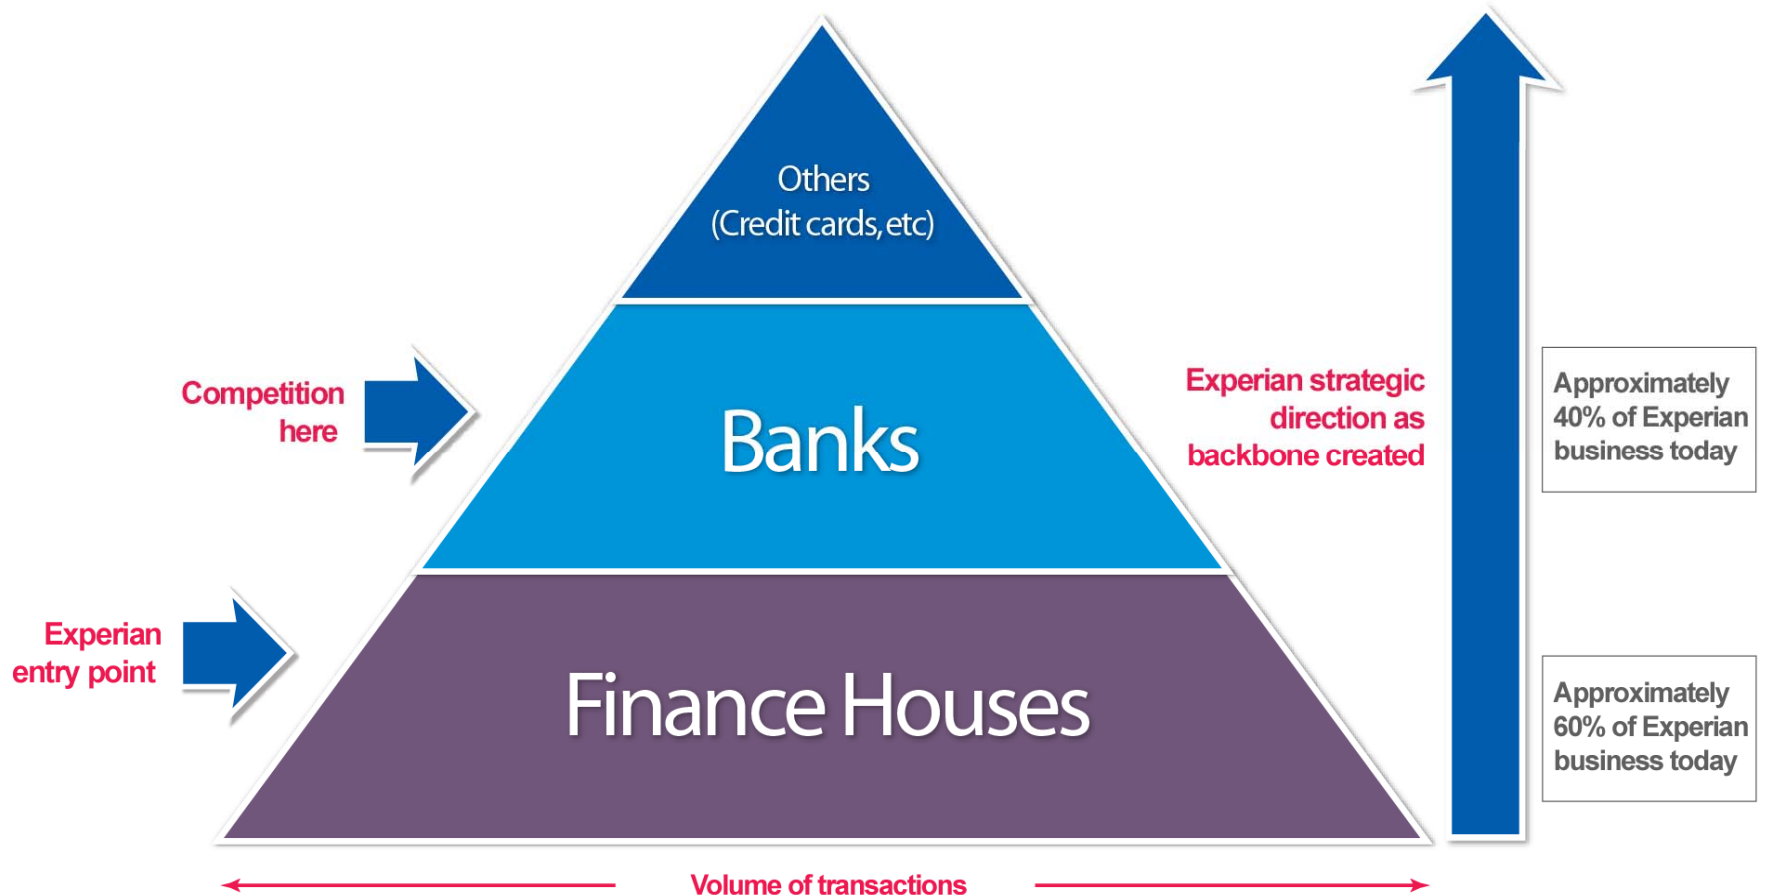 Others
(Credit cards, etc)
Competition
here
Banks
Experian strategic
direction as
backbone created
Approximately
40% of Experian
business today
Experian
entry point
Finance Houses
Approximately
60% of Experian
business today
Volume of transactions